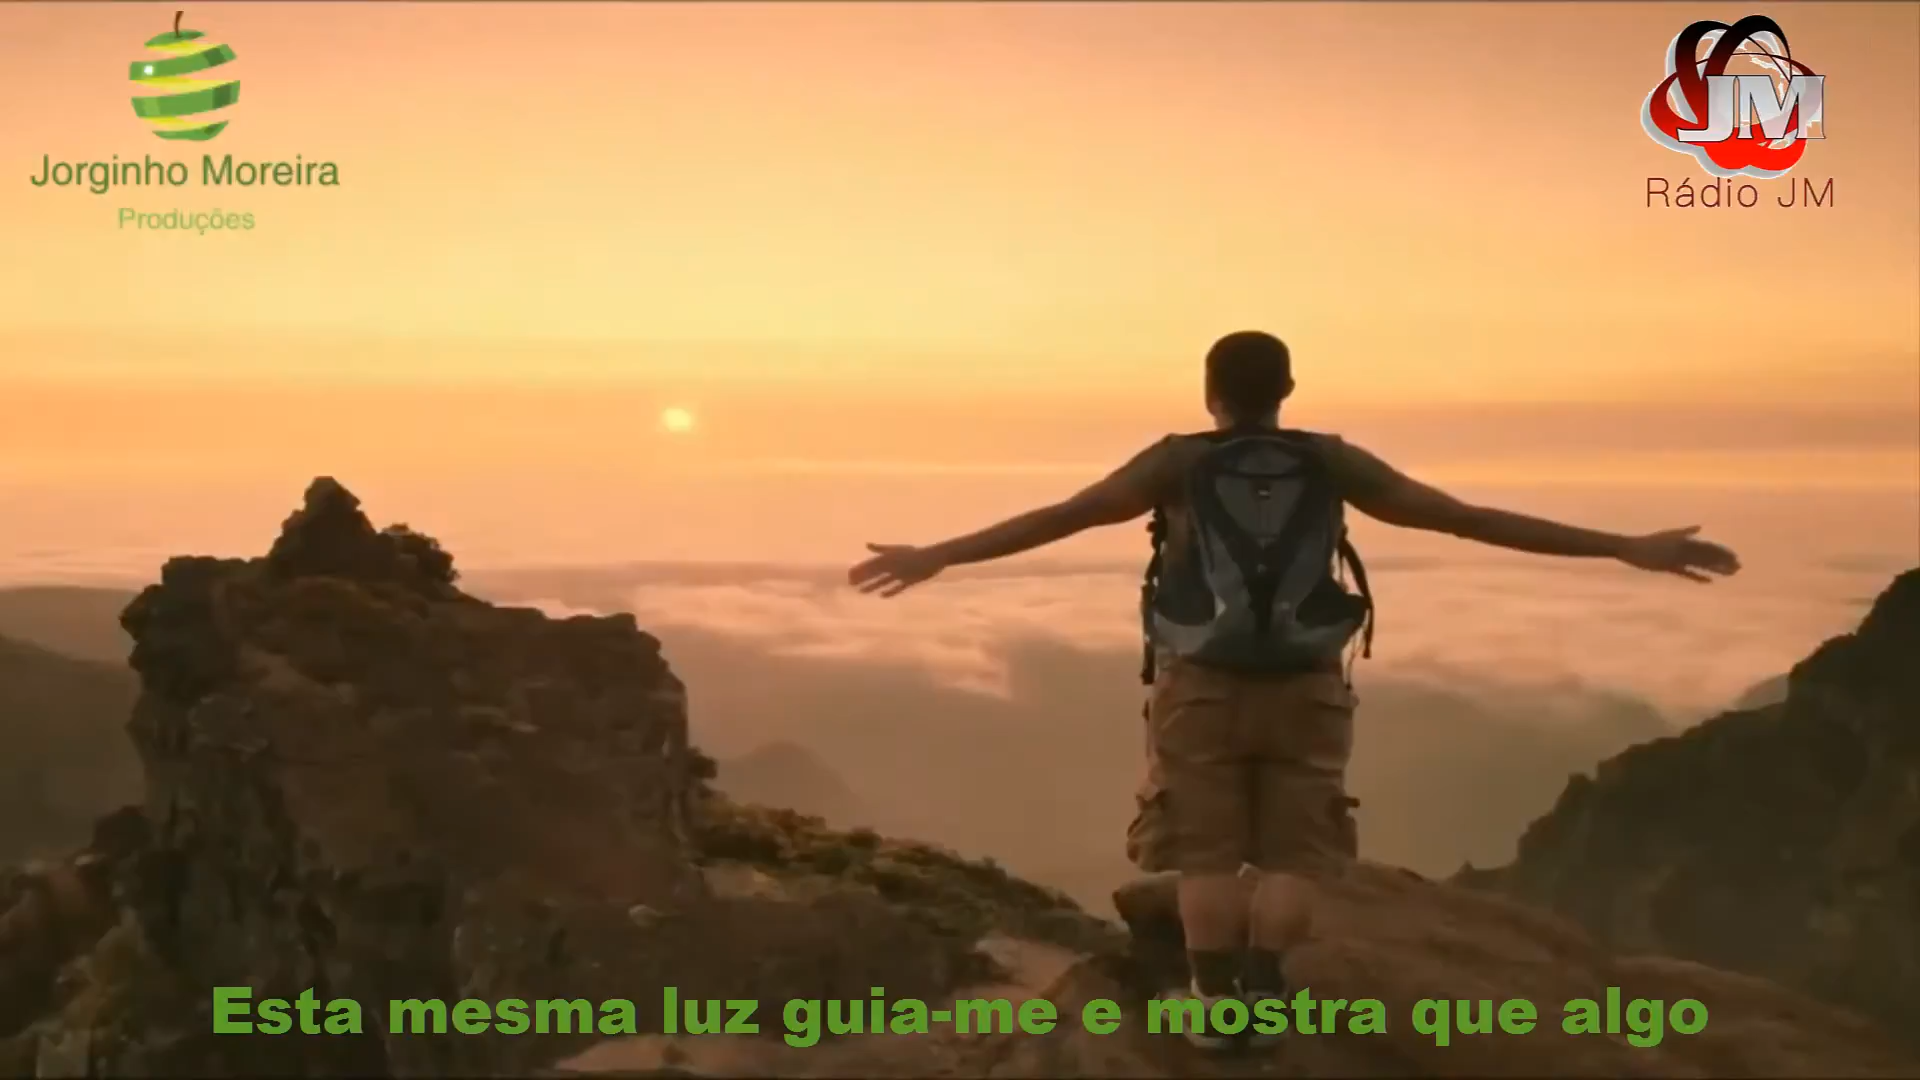 Jorginho Moreira
Produções
JM
Rádio JM
Esta mesma luz guia-me e mostra que algo